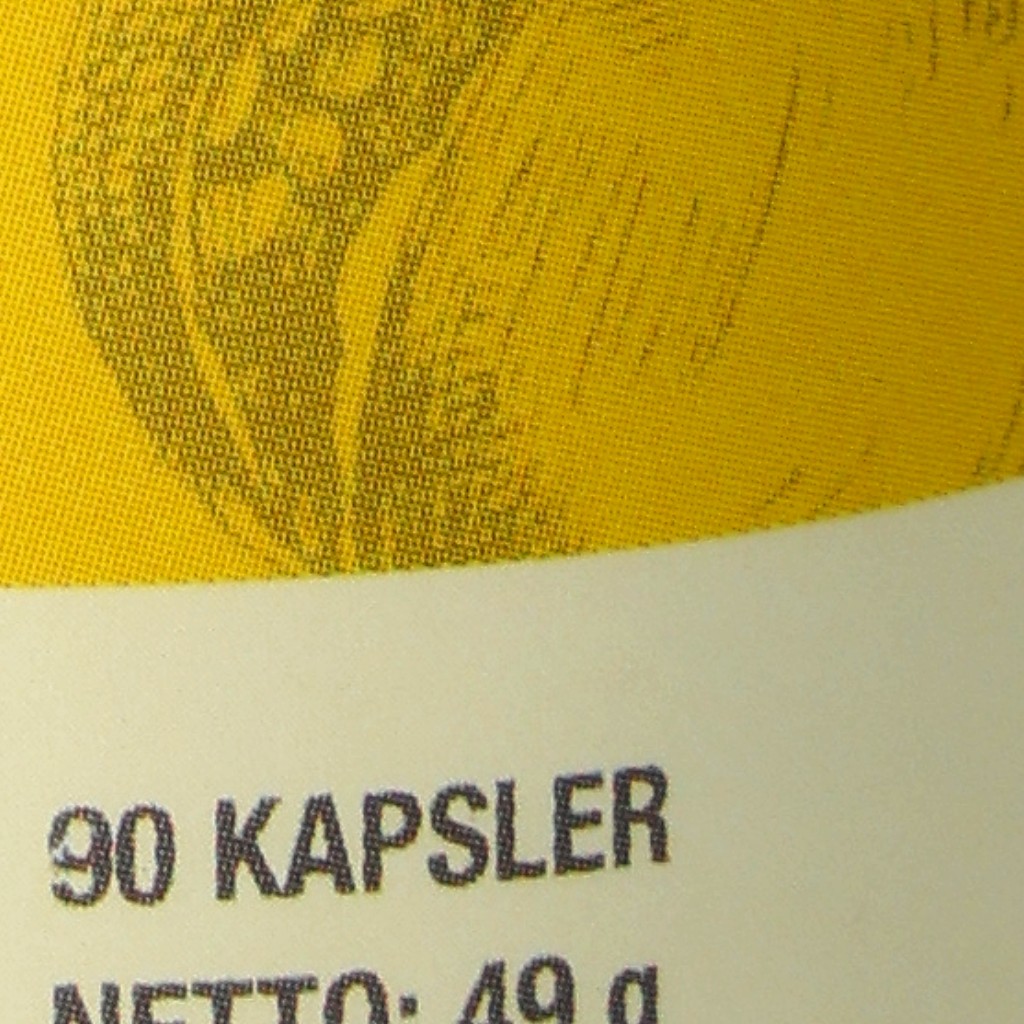 90 KAPSLER
NETTO: 49 g